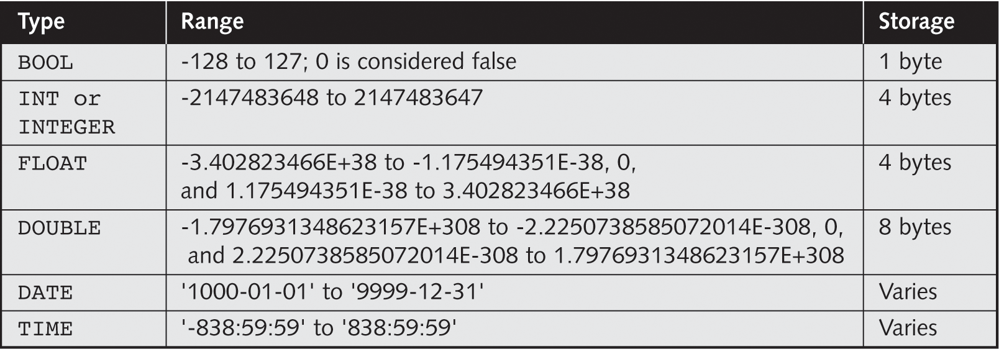 Type Range Storage
BOOL -128 to 127; 0 is considered false 1 byte
INT or -2147483648 to 2147483647 4 bytes
INTEGER
FLOAT -3.402823466E+38 to -1.175494351E-38, 0, 4 bytes
and 1.175494351E-38 to 3.402823466E+38
DOUBLE -1.7976931348623157E+308 to -2.2250738585072014E-308, 0, 8 bytes
and 2.2250738585072014E-308 to 1.7976931348623157E+308
DATE '1000-01-01' to '9999-12-31' Varies
TIME '-838:59:59' to '838:59:59' Varies